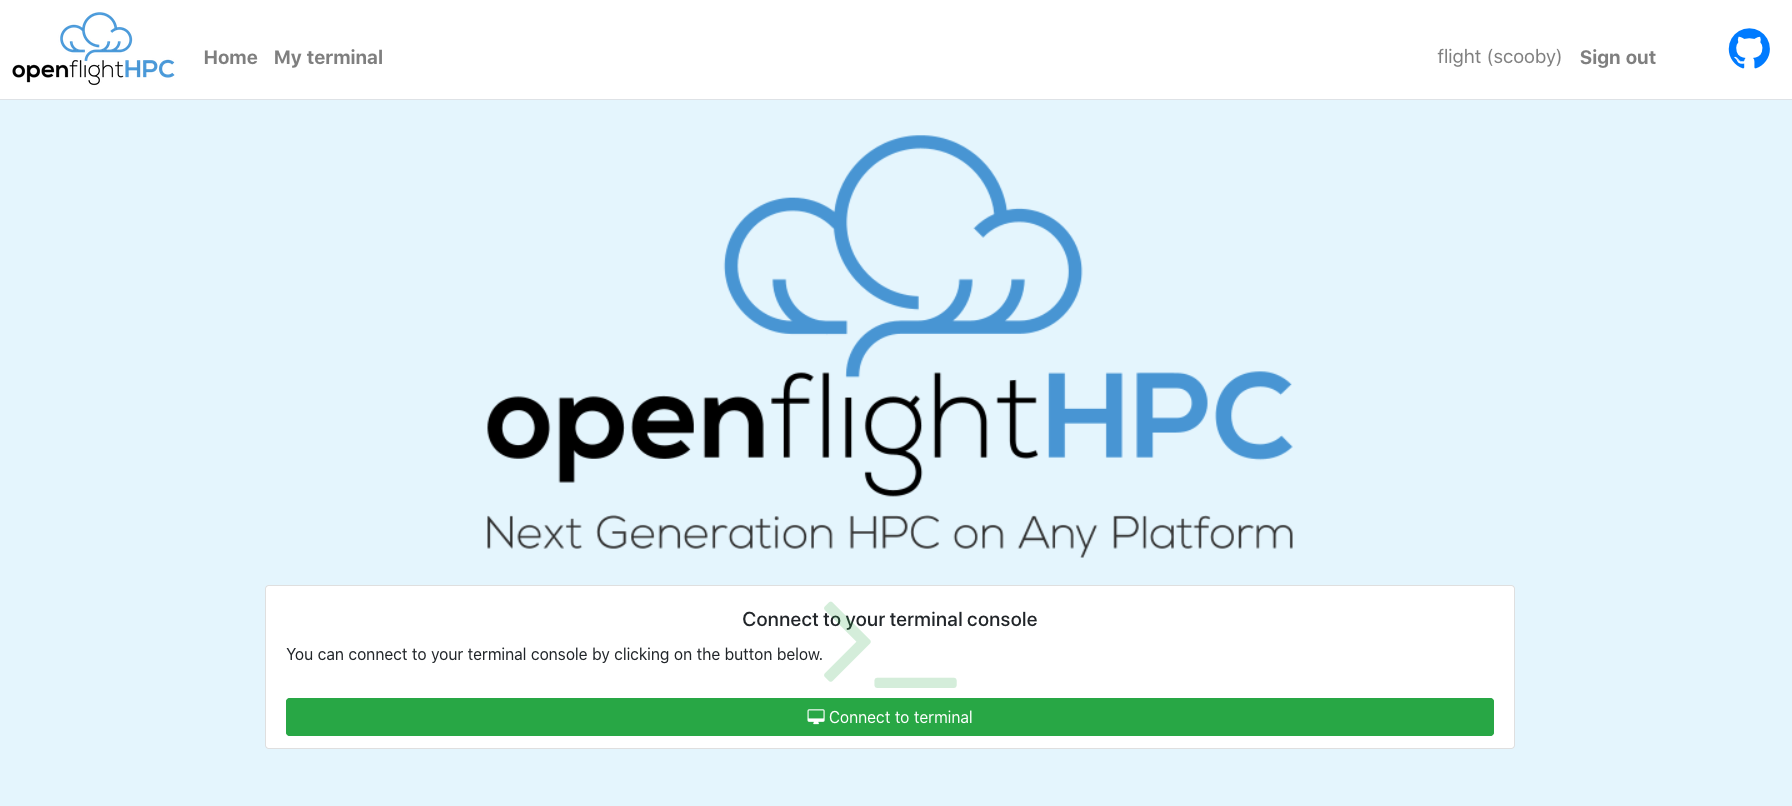 openflightHPC
Home My terminal
flight (scooby) Sign out
openflightHPC
Next Generation HPC on Any Platform
Connect to your terminal console
You can connect to your terminal console by clicking on the button below.
Connect to terminal